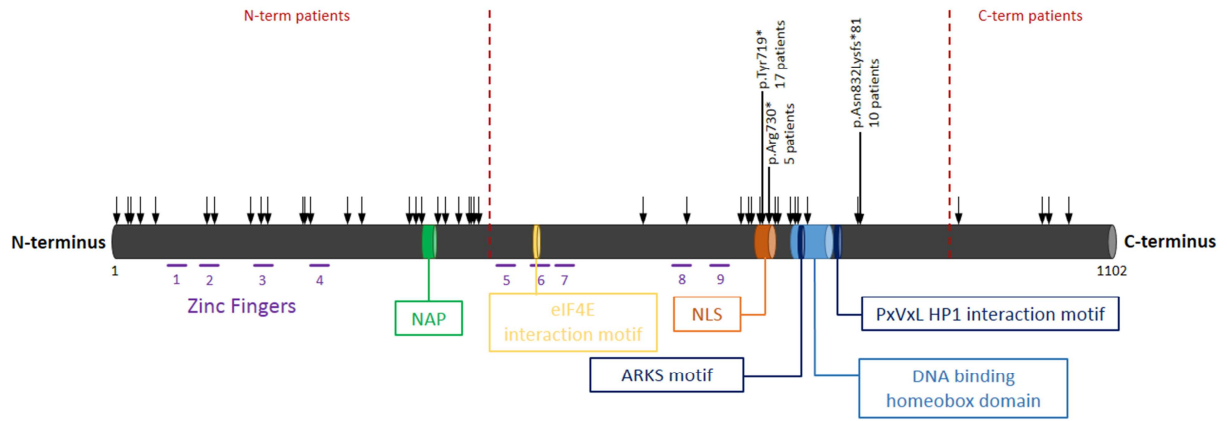 N-term patients
C-term patients
p.Tyr719*
17 patients
p.Arg730*
5 patients
p.Asn832Lysfs*81
10 patients
N-terminus
C-terminus
1
1102
1
2
3
4
5
6
7
8
9
Zinc Fingers
NAP
eIF4E
interaction motif
NLS
PxVxL HP1 interaction motif
ARKS motif
DNA binding
homeobox domain